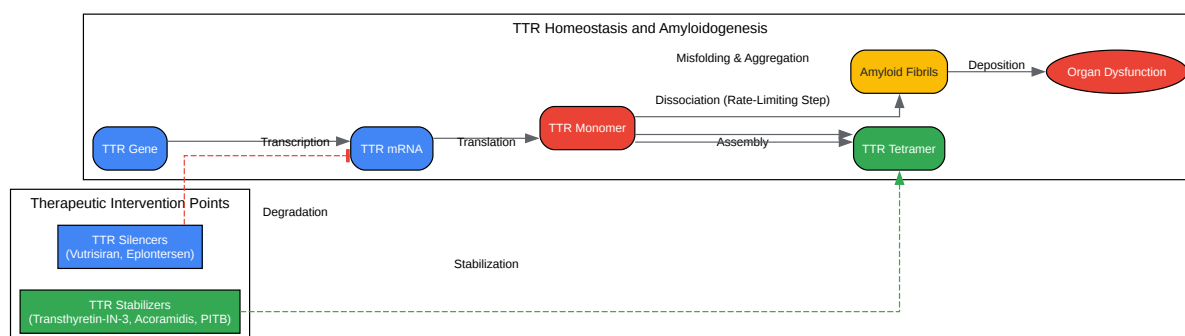 TTR Homeostasis and Amyloidogenesis
Misfolding & Aggregation
Amyloid Fibrils
Deposition
Organ Dysfunction
Dissociation (Rate-Limiting Step)
TTR Gene
Transcription
TTR mRNA
Translation
TTR Monomer
Assembly
TTR Tetramer
Therapeutic Intervention Points
Degradation
TTR Silencers
(Vutrisiran, Eplontersen)
Stabilization
TTR Stabilizers
(Transthyretin-IN-3, Acoramidis, PITB)